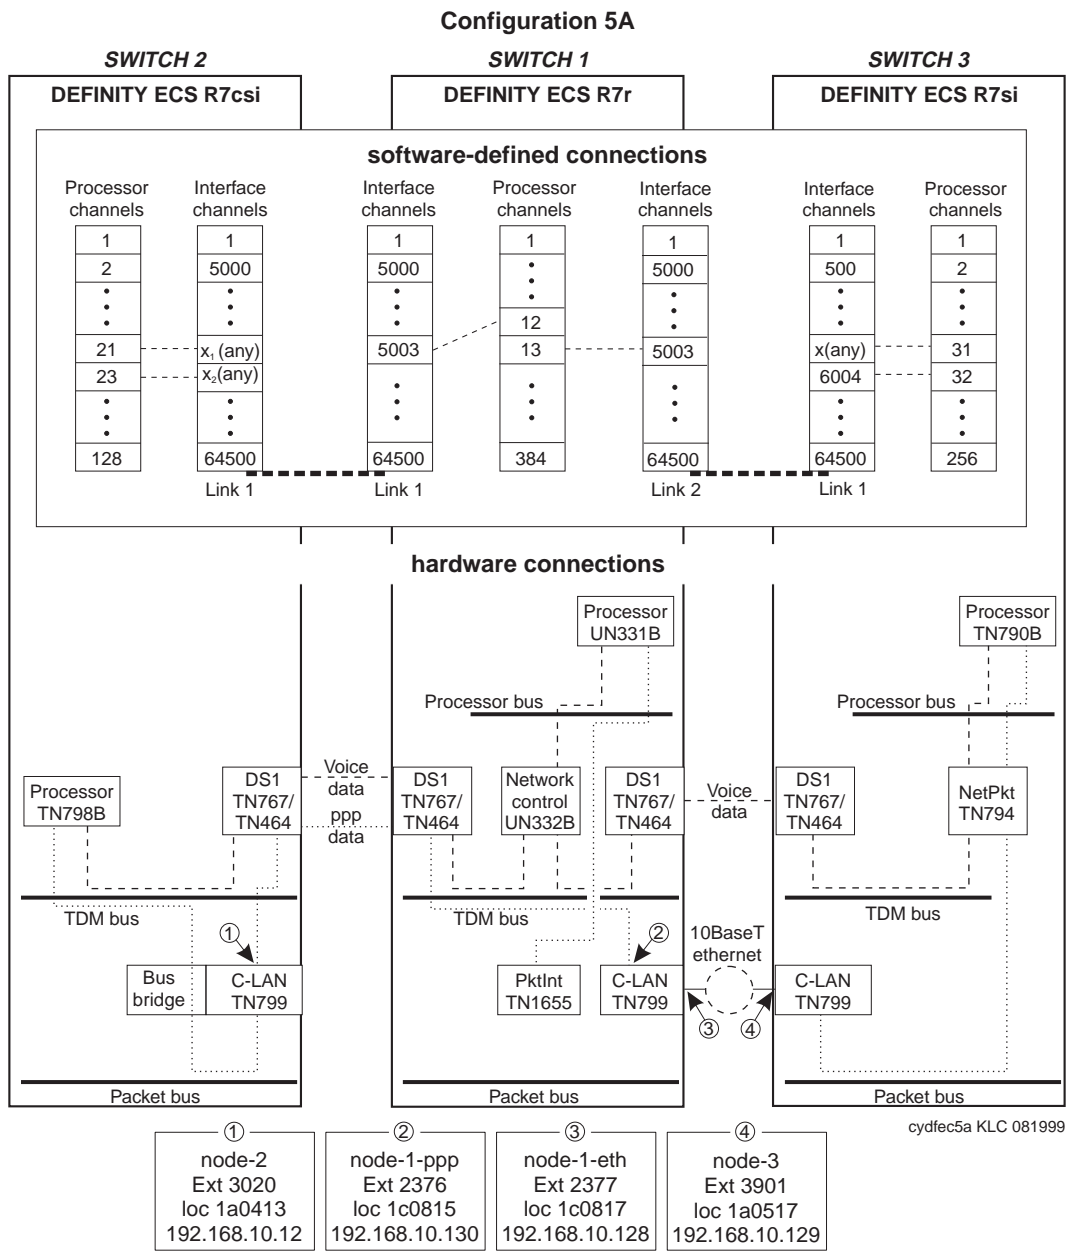 Configuration 5A
SWITCH 2
SWITCH 1
SWITCH 3
DEFINITY ECS R7csi
DEFINITY ECS R7r
DEFINITY ECS R7si
software-defined connections
Processor
channels
Interface
channels
Interface
channels
Processor
channels
Interface
channels
Interface
channels
Processor
channels
1
2
21
23
128
1
5000
x1 (any)
x2(any)
64500
1
5000
5003
64500
1
12
13
384
1
5000
5003
64500
1
500
x(any)
6004
64500
1
2
31
32
256
Link 1
Link 1
Link 2
Link 1
hardware connections
Processor
UN331B
Processor
TN790B
Processor bus
Processor bus
Processor
TN798B
DS1
TN767/
TN464
Voice
data
ppp
data
DS1
TN767/
TN464
Network
control
UN332B
DS1
TN767/
TN464
Voice
data
DS1
TN767/
TN464
NetPkt
TN794
TDM bus
TDM bus
TDM bus
1
2
10BaseT
ethernet
Bus
bridge
C-LAN
TN799
PktInt
TN1655
C-LAN
TN799
3
4
C-LAN
TN799
Packet bus
Packet bus
Packet bus
cydfec5a KLC 081999
1
node-2
Ext 3020
loc 1a0413
192.168.10.12
2
node-1-ppp
Ext 2376
loc 1c0815
192.168.10.130
3
node-1-eth
Ext 2377
loc 1c0817
192.168.10.128
4
node-3
Ext 3901
loc 1a0517
192.168.10.129